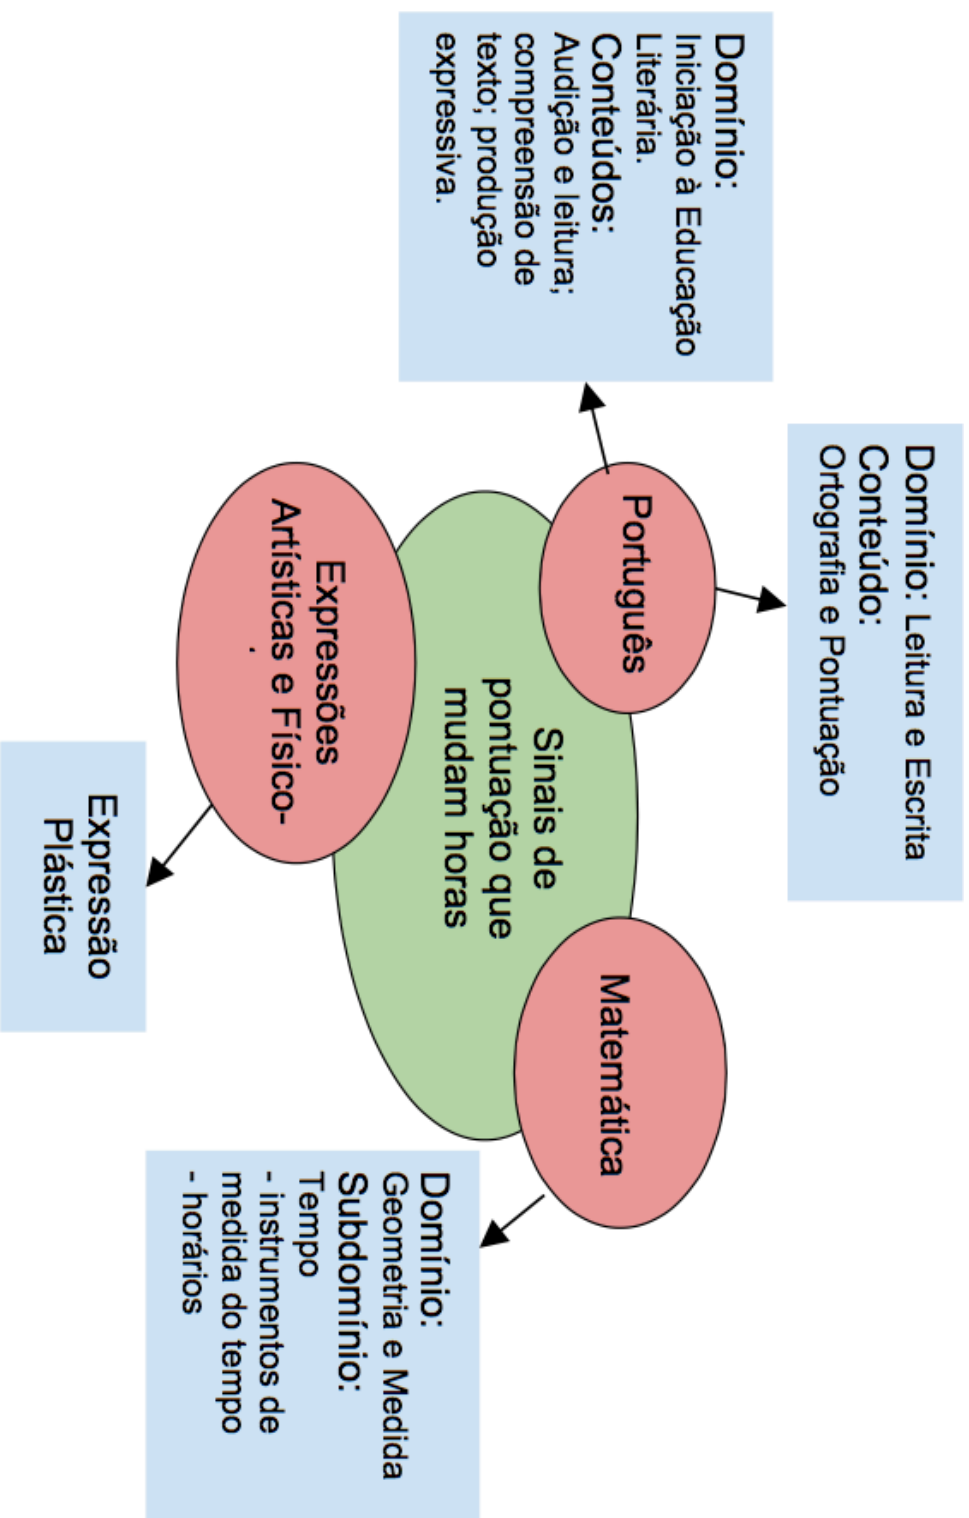 Domínio: Leitura e Escrita
Conteúdo:
Ortografia e Pontuação
Domínio:
Iniciação à Educação
Literária.
Conteúdos:
Audição e leitura;
compreensão de
texto; produção
expressiva.
Português
Matemática
Sinais de
pontuação que
mudam horas
Expressões
Artísticas e Físico-
.
Domínio:
Geometria e Medida
Subdomínio:
Tempo
- instrumentos de
medida do tempo
- horários
Expressão
Plástica